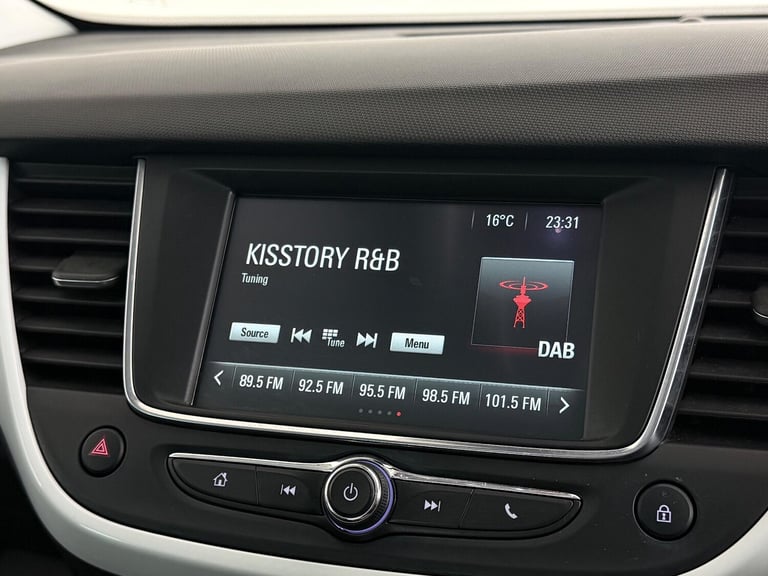 16°C 23:31
KISSTORY R&B
Tuning
Source Tune Menu
DAB
89.5 FM 92.5 FM 95.5 FM 98.5 FM 101.5 FM